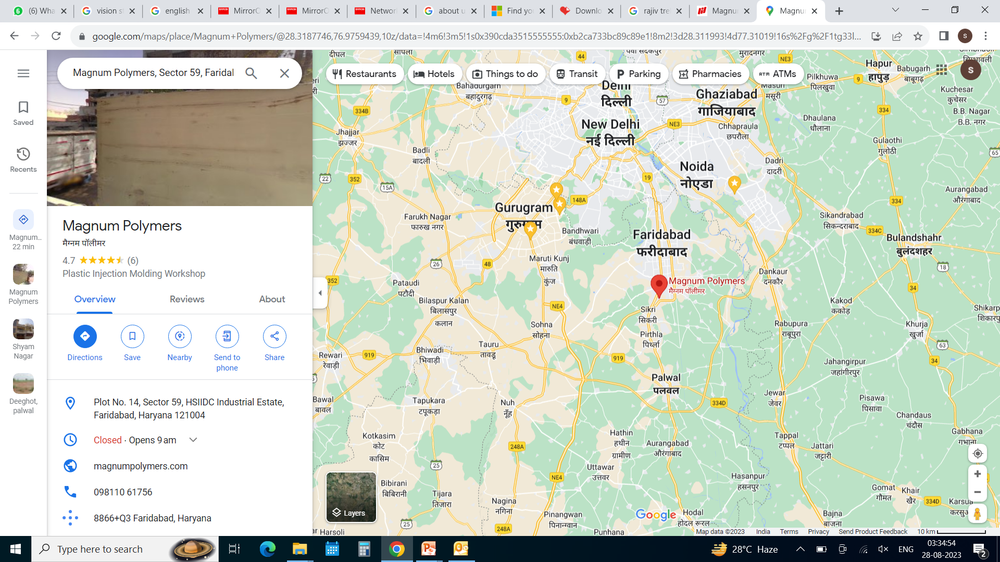 (6) Wha
vision s
english
MirrorC
MirrorC
Networ
about u
Find yo
Downlo
rajiv tre
Magnu
Magnu
google.com/maps/place/Magnum+Polymers/@28.3187746,76.9759439,10z/data=!4m6!3m5!1s0x390cda3515555555:0xb2ca733bc89c89e1!8m2!3d28.311993!4d77.31019!16s%2Fg%2F1tg33l...
S
Magnum Polymers, Sector 59, Faridal
Saved
Recents
Magnum...
22 min
Magnum
Polymers
Shyam
Nagar
Deeghot,
palwal
Magnum Polymers
मैग्नम पॉलीमर
4.7 (6)
Plastic Injection Molding Workshop
Overview
Reviews
About
Directions
Save
Nearby
Send to
phone
Share
Plot No. 14, Sector 59, HSIIDC Industrial Estate,
Faridabad, Haryana 121004
Closed · Opens 9 am
magnumpolymers.com
098110 61756
8866+Q3 Faridabad, Haryana
Restaurants
Hotels
Things to do
Transit
Parking
Pharmacies
ATMs
S
दीघल
सांपला
44
मुरादनगर
NE3
Hapur
हापुड़
Babugarh
बाबूगढ़
9
Pilkhuwa
पिलखुवा
Kuchesar
कुचेसर
Bahadurgarh
बहादुरगढ़
Delhi
दिल्ली
9
57
Ghaziabad
गाजियाबाद
Masuri
मसूरी
334B
334
B.B. Nagar
B.B. नगर
Dhaulana
धौलाना
New Delhi
नई दिल्ली
NE3
Chhapraula
छपरौला
Jhajjar
झज्जर
Gulaothi
गुलोठी
65
Badli
बादली
Noida
नोएडा
Dadri
दादरी
22
352
15A
19
Aurangabad
औरंगाबाद
148A
334
Gurugram
गुरुग्राम
Farukh Nagar
फारुख नगर
Bandhwari
बंधवाड़ी
Sikandrabad
सिकन्दराबाद
334C
Faridabad
फरीदाबाद
Bulandshahr
बुलंदशहर
Maruti Kunj
मारुति
कुंज
26
48
18
Dankaur
दनकौर
352
Pataudi
पटौदी
Magnum Polymers
मैग्नम पॉलीमर
34
Bilaspur Kalan
बिलासपुर
कलान
NE4
Sikri
सिकरी
Kakod
ककोड़
Shikarp
शिकारपु
Sohna
सोहना
Pirthla
पिर्थ्ला
Rabupura
राबूपुरा
Khurja
खुर्जा
63
Tauru
तावडू
Bhiwadi
भिवाड़ी
Rewari
रेवाड़ी
919
919
34
Jahangirpur
जहांगीरपुर
Palwal
पलवल
Bawal
बावल
Tapukara
टपूकड़ा
Nuh
नूँह
334D
Jewar
जेवर
Pisawa
पिसावा
Chandaus
चंदौस
Kotkasim
कोट
कासिम
248A
Hathin
हथीन
ग्रामीण
Aurangabad
औरंगाबाद
Tappal
टप्पल
Jattari
जट्टारी
Gabhana
गभाना
25
Uttawar
उत्तवर
NE4
Hasanpur
हसनपुर
Bibirani
बिबिरानी
Tijara
तिजारा
Nagina
नगिना
Gomat
गौमत
Khair
खैर
334D
Karsua
करसुआ
Layers
25
248A
Pinangwan
पिनान्ग्वान
Google
Hodal
होदल रूरल
Bajna
बाजना
Harsoli
Punhana
Map data ©2023
India
Terms
Privacy
Send Product Feedback
10 km
Type here to search
28°C Haze
ENG
03:34:54
28-08-2023
2